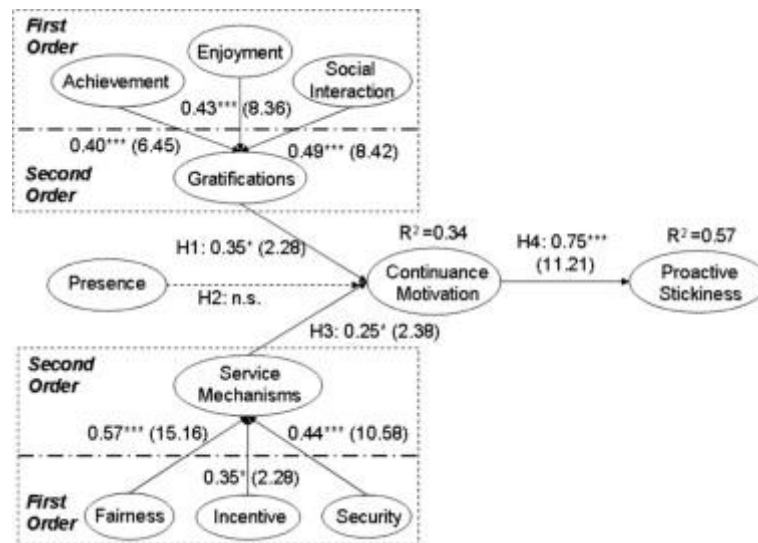 First
Order
Enjoyment
Achievement
Social
Interaction
0.43*** (8.36)
0.40*** (6.45)
0.49*** (8.42)
Second
Order
Gratifications
H1: 0.35* (2.28)
R²=0.34
H4: 0.75***
(11.21)
R²=0.57
Presence
H2: n.s.
Continuance
Motivation
Proactive
Stickiness
H3: 0.25* (2.38)
Second
Order
Service
Mechanisms
0.57*** (15.16)
0.44*** (10.58)
0.35* (2.28)
First
Order
Fairness
Incentive
Security